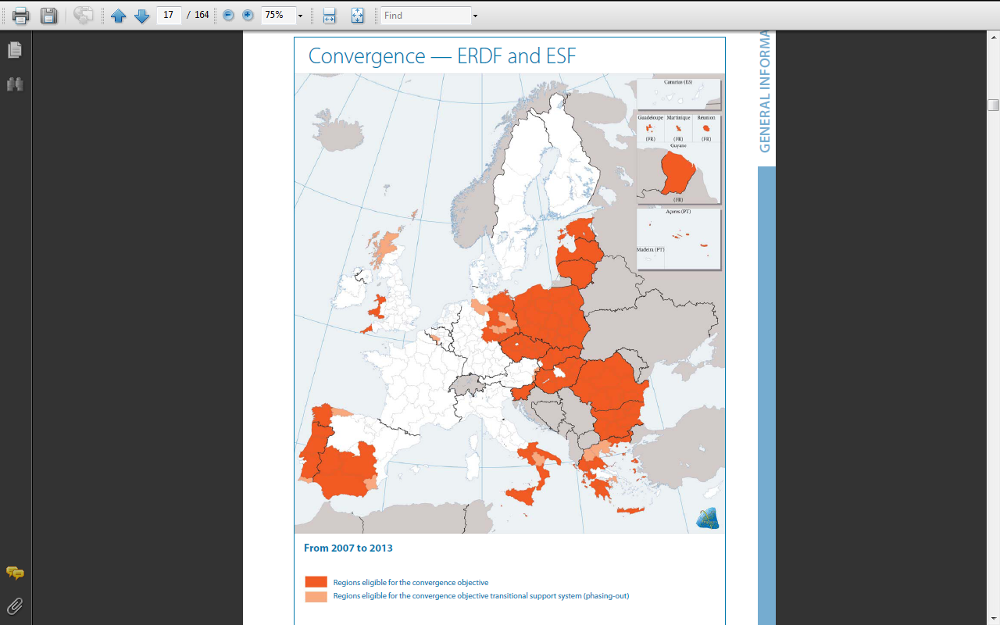 17 / 164
75%
Find
Convergence — ERDF and ESF
GENERAL INFORMA
Canarias (ES)
Guadeloupe Martinique Réunion
(FR) (FR) (FR)
Guyane
(FR)
Açores (PT)
Madeira (PT)
From 2007 to 2013
Regions eligible for the convergence objective
Regions eligible for the convergence objective transitional support system (phasing-out)